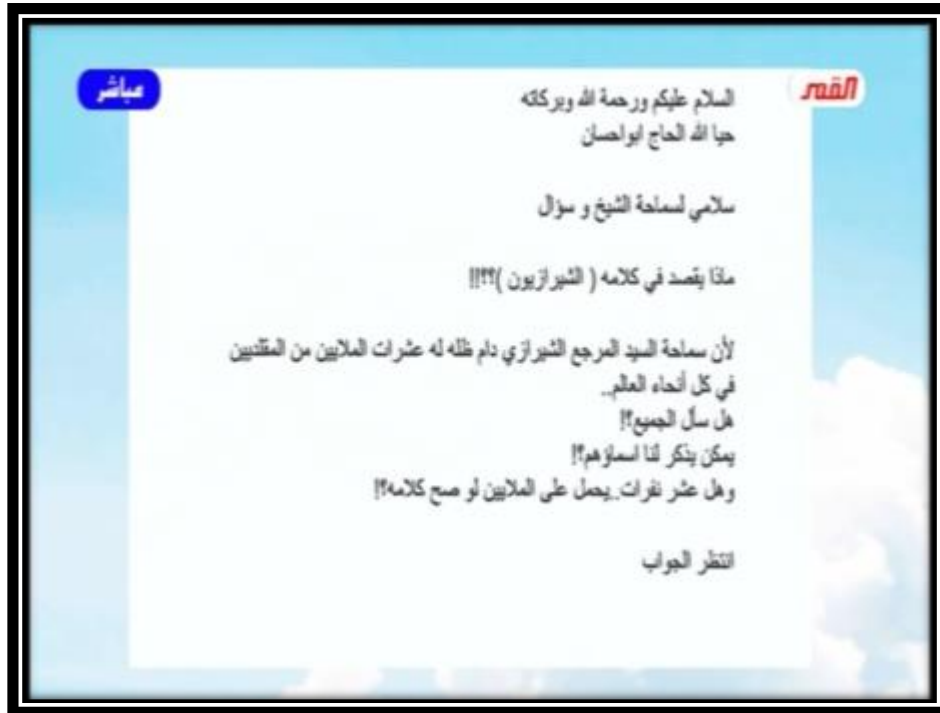 مباشر
القمر
السلام عليكم ورحمة الله وبركاته
حيا الله الحاج ابواحسان
سلامي لسماحة الشيخ و سؤال
ماذا يقصد في كلامه ( الشيرازيون )؟؟!!
لأن سماحة السيد المرجع الشيرازي دام ظله له عشرات الملايين من المقلديين
في كل أنحاء العالم..
هل سأل الجميع؟!
يمكن يذكر لنا اسماؤهم؟!
وهل عشر نفرات..يحمل على الملايين لو صح كلامه؟!
انتظر الجواب